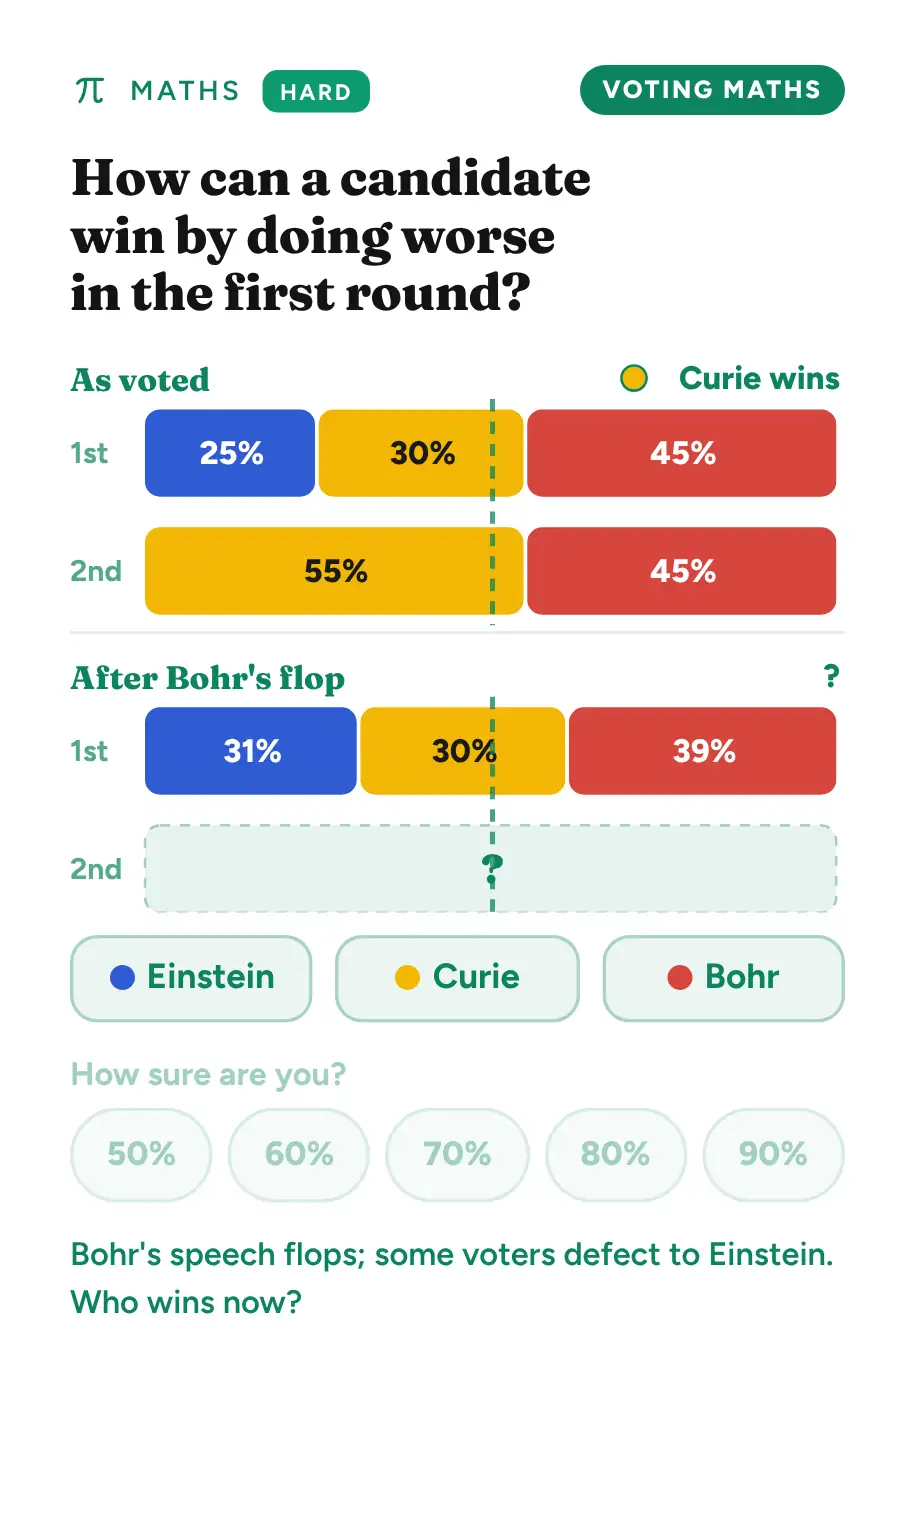 π MATHS HARD VOTING MATHS
How can a candidate
win by doing worse
in the first round?
As voted Curie wins
1st 25% 30% 45%
2nd 55% 45%
After Bohr's flop ?
1st 31% 30% 39%
2nd ?
Einstein Curie Bohr
How sure are you?
50% 60% 70% 80% 90%
Bohr's speech flops; some voters defect to Einstein.
Who wins now?